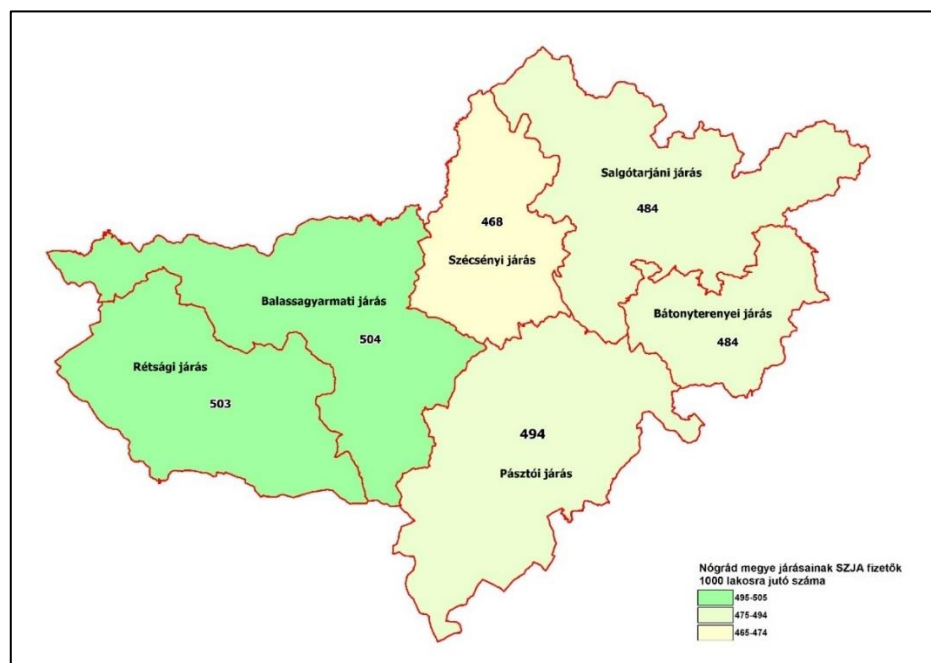 Salgótarjáni járás
484
468
Szécsényi járás
Balassagyarmati járás
504
Bátonyterenyei járás
484
Rétsági járás
503
494
Pásztói járás
Nógrád megye járásainak SZJA fizetők
1000 lakosra jutó száma
495-505
475-494
465-474